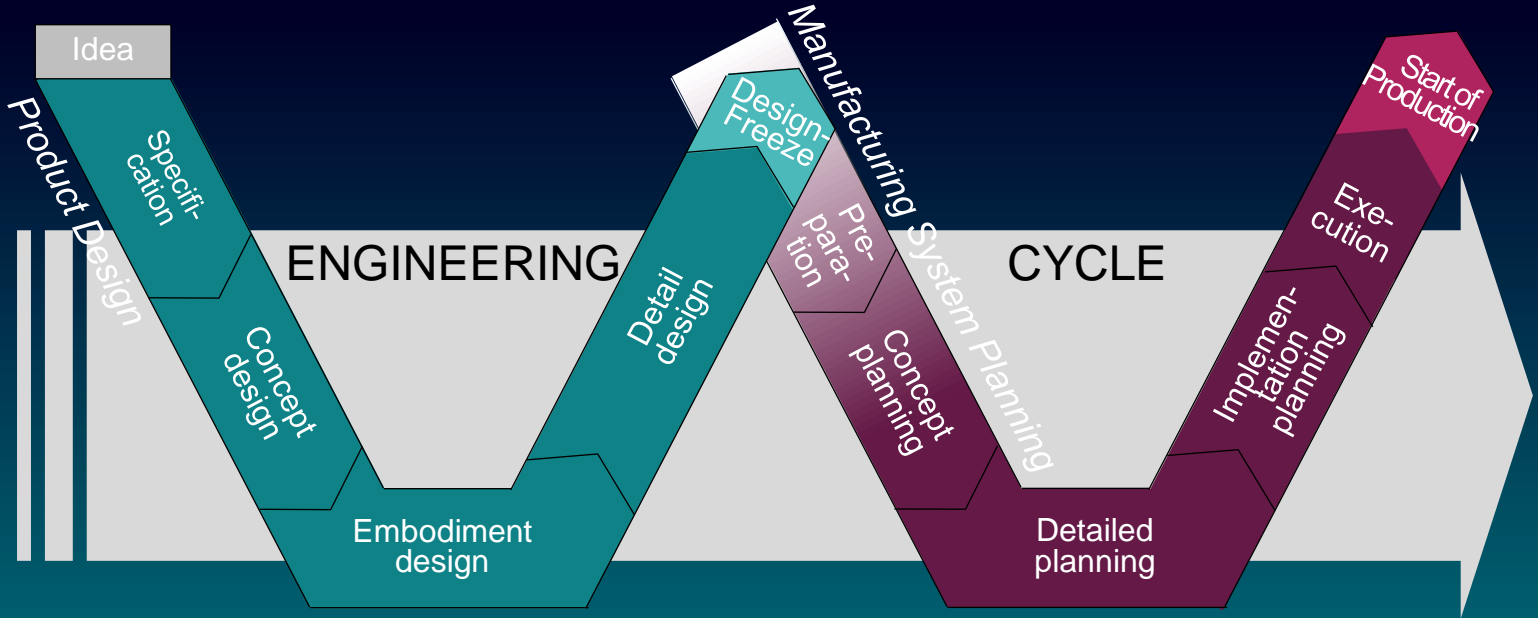 Idea
Product Design
Specifi-
cation
Concept
design
Embodiment
design
Detail
design
Design-
Freeze
ENGINEERING
CYCLE
Manufacturing System Planning
Pre-
para-
tion
Concept
planning
Detailed
planning
Implemen-
tation
planning
Exe-
cution
Start of
Production